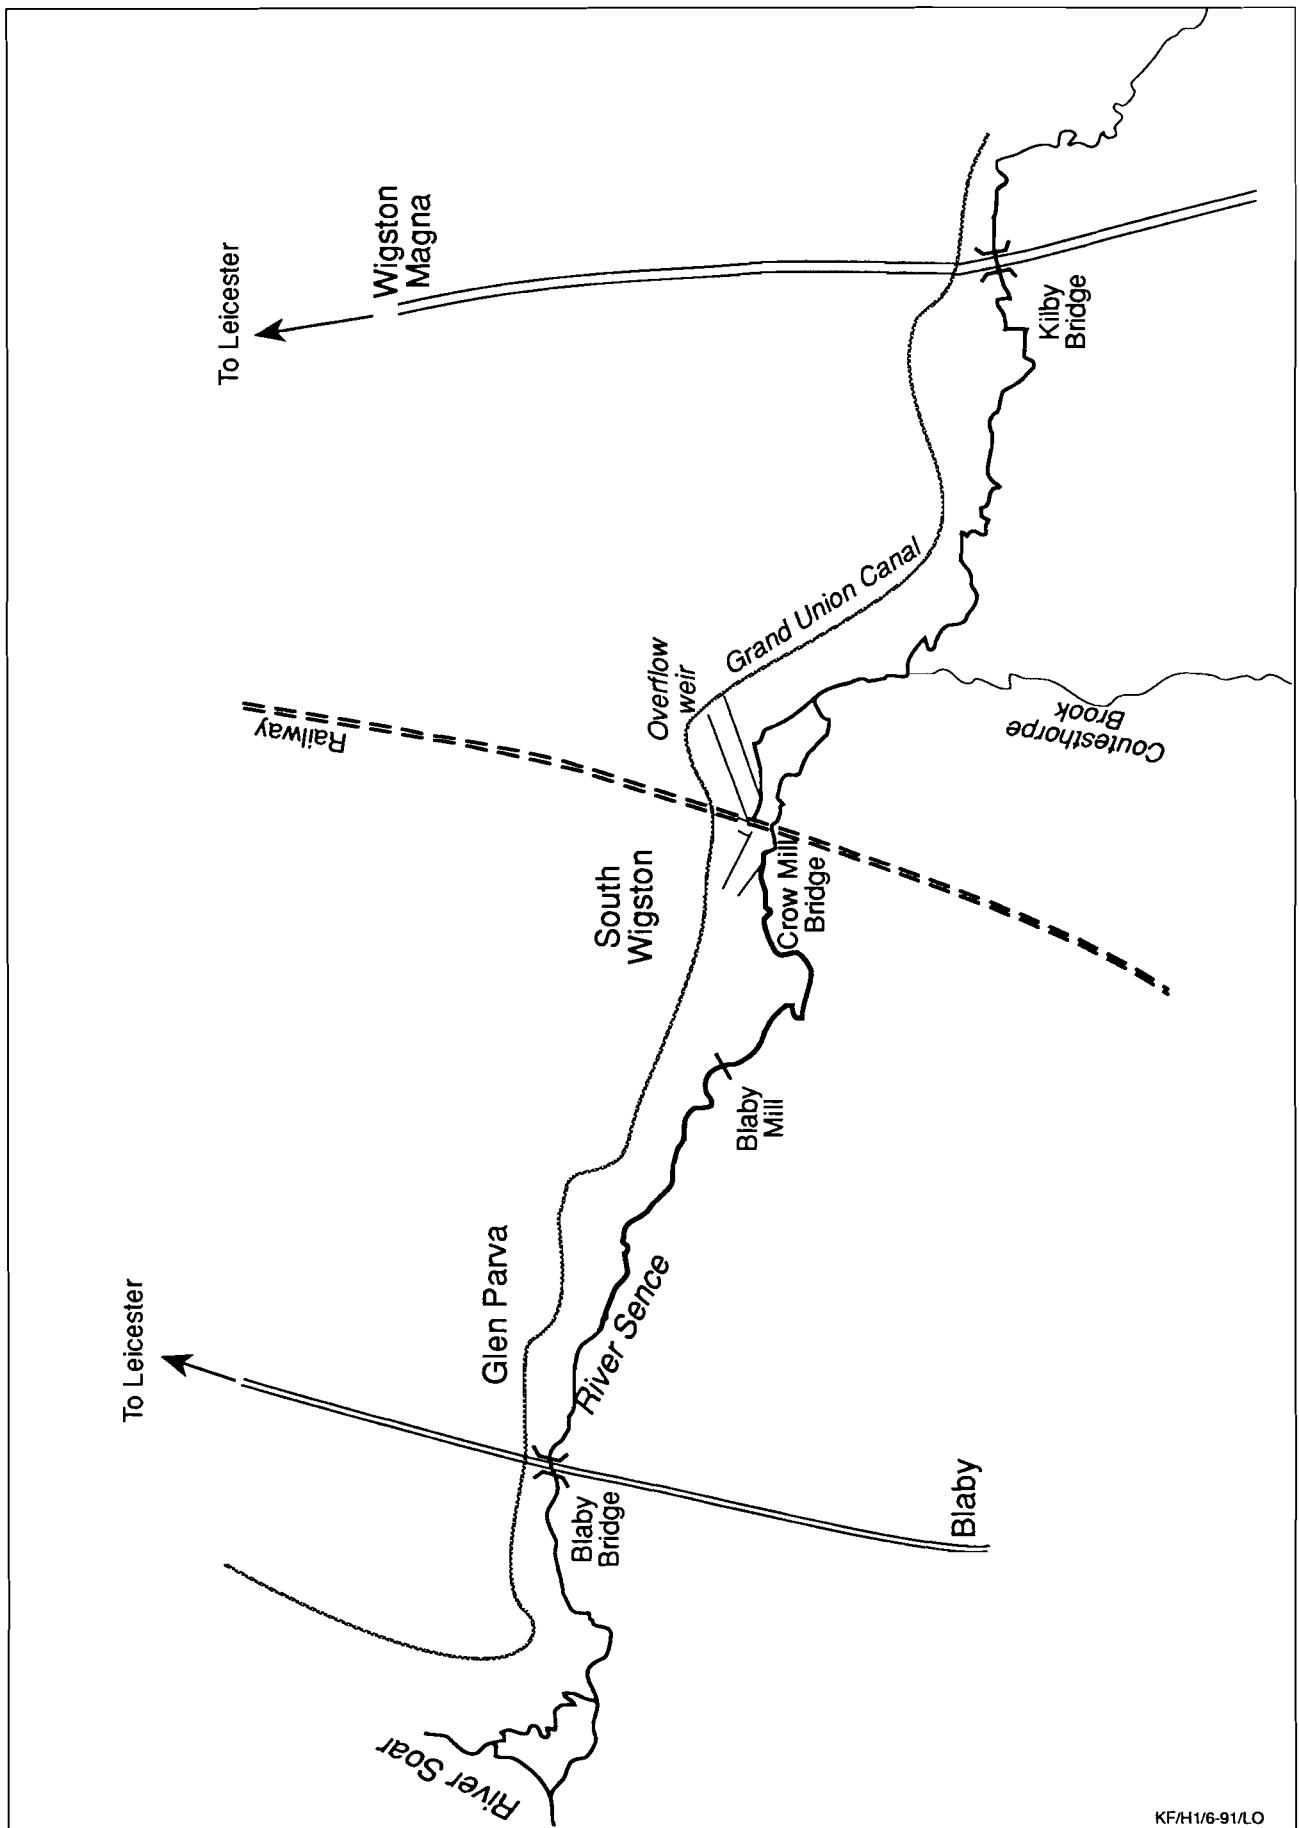 To Leicester
Wigston
Magna
Kilby
Bridge
Grand Union Canal
Overflow
weir
Railway
Coutesthorpe
Brook
South
Wigston
Crow Mill
Bridge
Blaby
Mill
Glen Parva
River Sence
To Leicester
Blaby
Bridge
Blaby
River Soar
KF/H1/6-91/LO